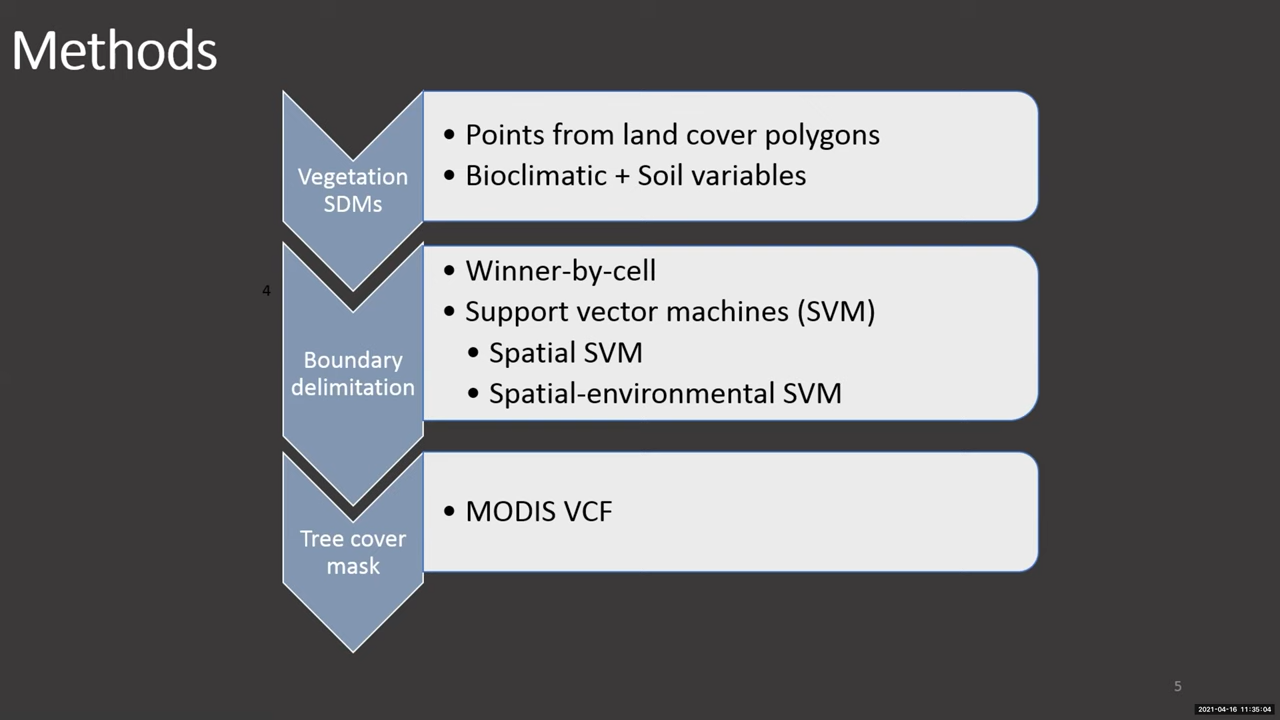 Methods
Vegetation
SDMs
• Points from land cover polygons
• Bioclimatic + Soil variables
4
Boundary
delimitation
• Winner-by-cell
• Support vector machines (SVM)
• Spatial SVM
• Spatial-environmental SVM
Tree cover
mask
• MODIS VCF
5
2021-04-16 11:35:04